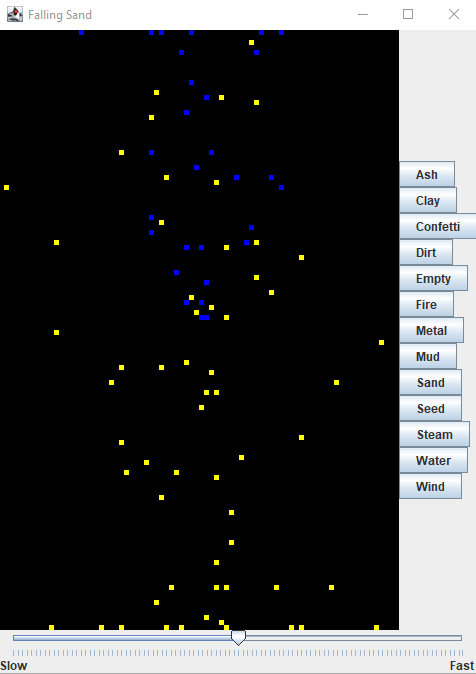 Falling Sand
Ash
Clay
Confetti
Dirt
Empty
Fire
Metal
Mud
Sand
Seed
Steam
Water
Wind
Slow Fast